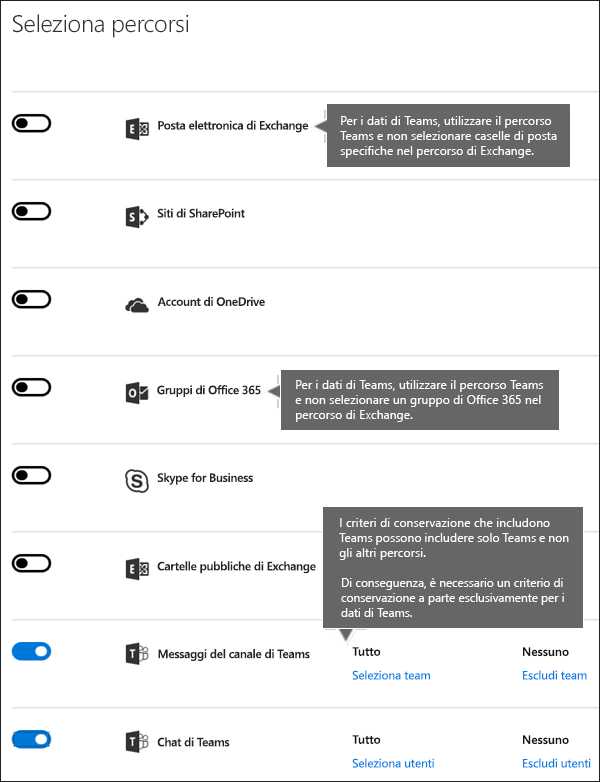 Seleziona percorsi
Posta elettronica di Exchange
Per i dati di Teams, utilizzare il percorso
Teams e non selezionare caselle di posta
specifiche nel percorso di Exchange.
Siti di SharePoint
Account di OneDrive
Gruppi di Office 365
Per i dati di Teams, utilizzare il percorso Teams
e non selezionare un gruppo di Office 365 nel
percorso di Exchange.
Skype for Business
I criteri di conservazione che includono
Teams possono includere solo Teams e non
gli altri percorsi.
Di conseguenza, è necessario un criterio di
conservazione a parte esclusivamente per i
dati di Teams.
Cartelle pubbliche di Exchange
Messaggi del canale di Teams
Tutto
Nessuno
Seleziona team
Escludi team
Chat di Teams
Tutto
Nessuno
Seleziona utenti
Escludi utenti